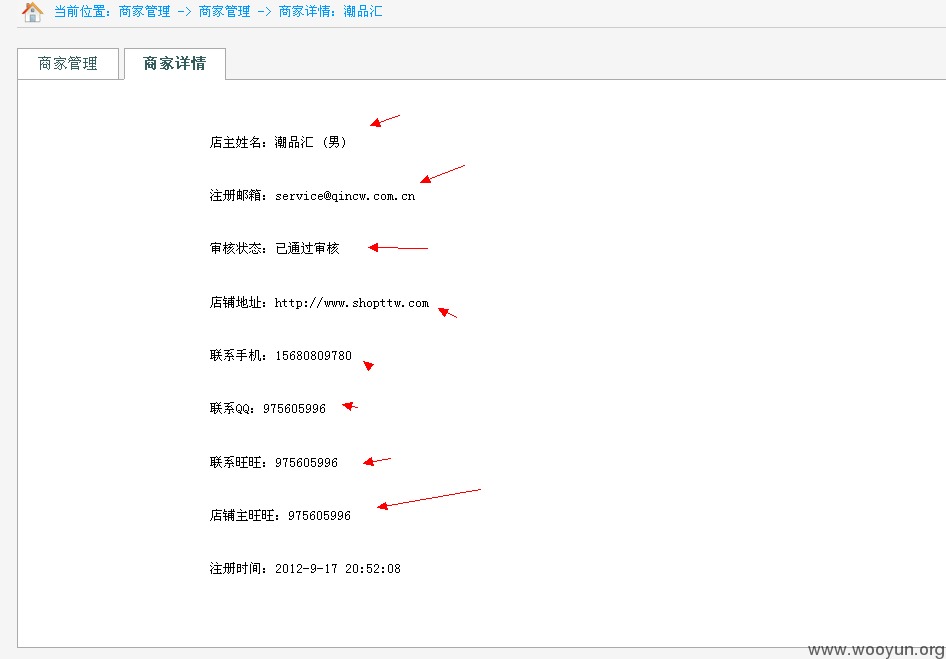 当前位置：商家管理 -> 商家管理 -> 商家详情：潮品汇
商家管理 商家详情
店主姓名：潮品汇 (男)
注册邮箱：service@qincw.com.cn
审核状态：已通过审核
店铺地址：http://www.shopttw.com
联系手机：15680809780
联系QQ：975605996
联系旺旺：975605996
店铺主旺旺：975605996
注册时间：2012-9-17 20:52:08
www.wooyun.org